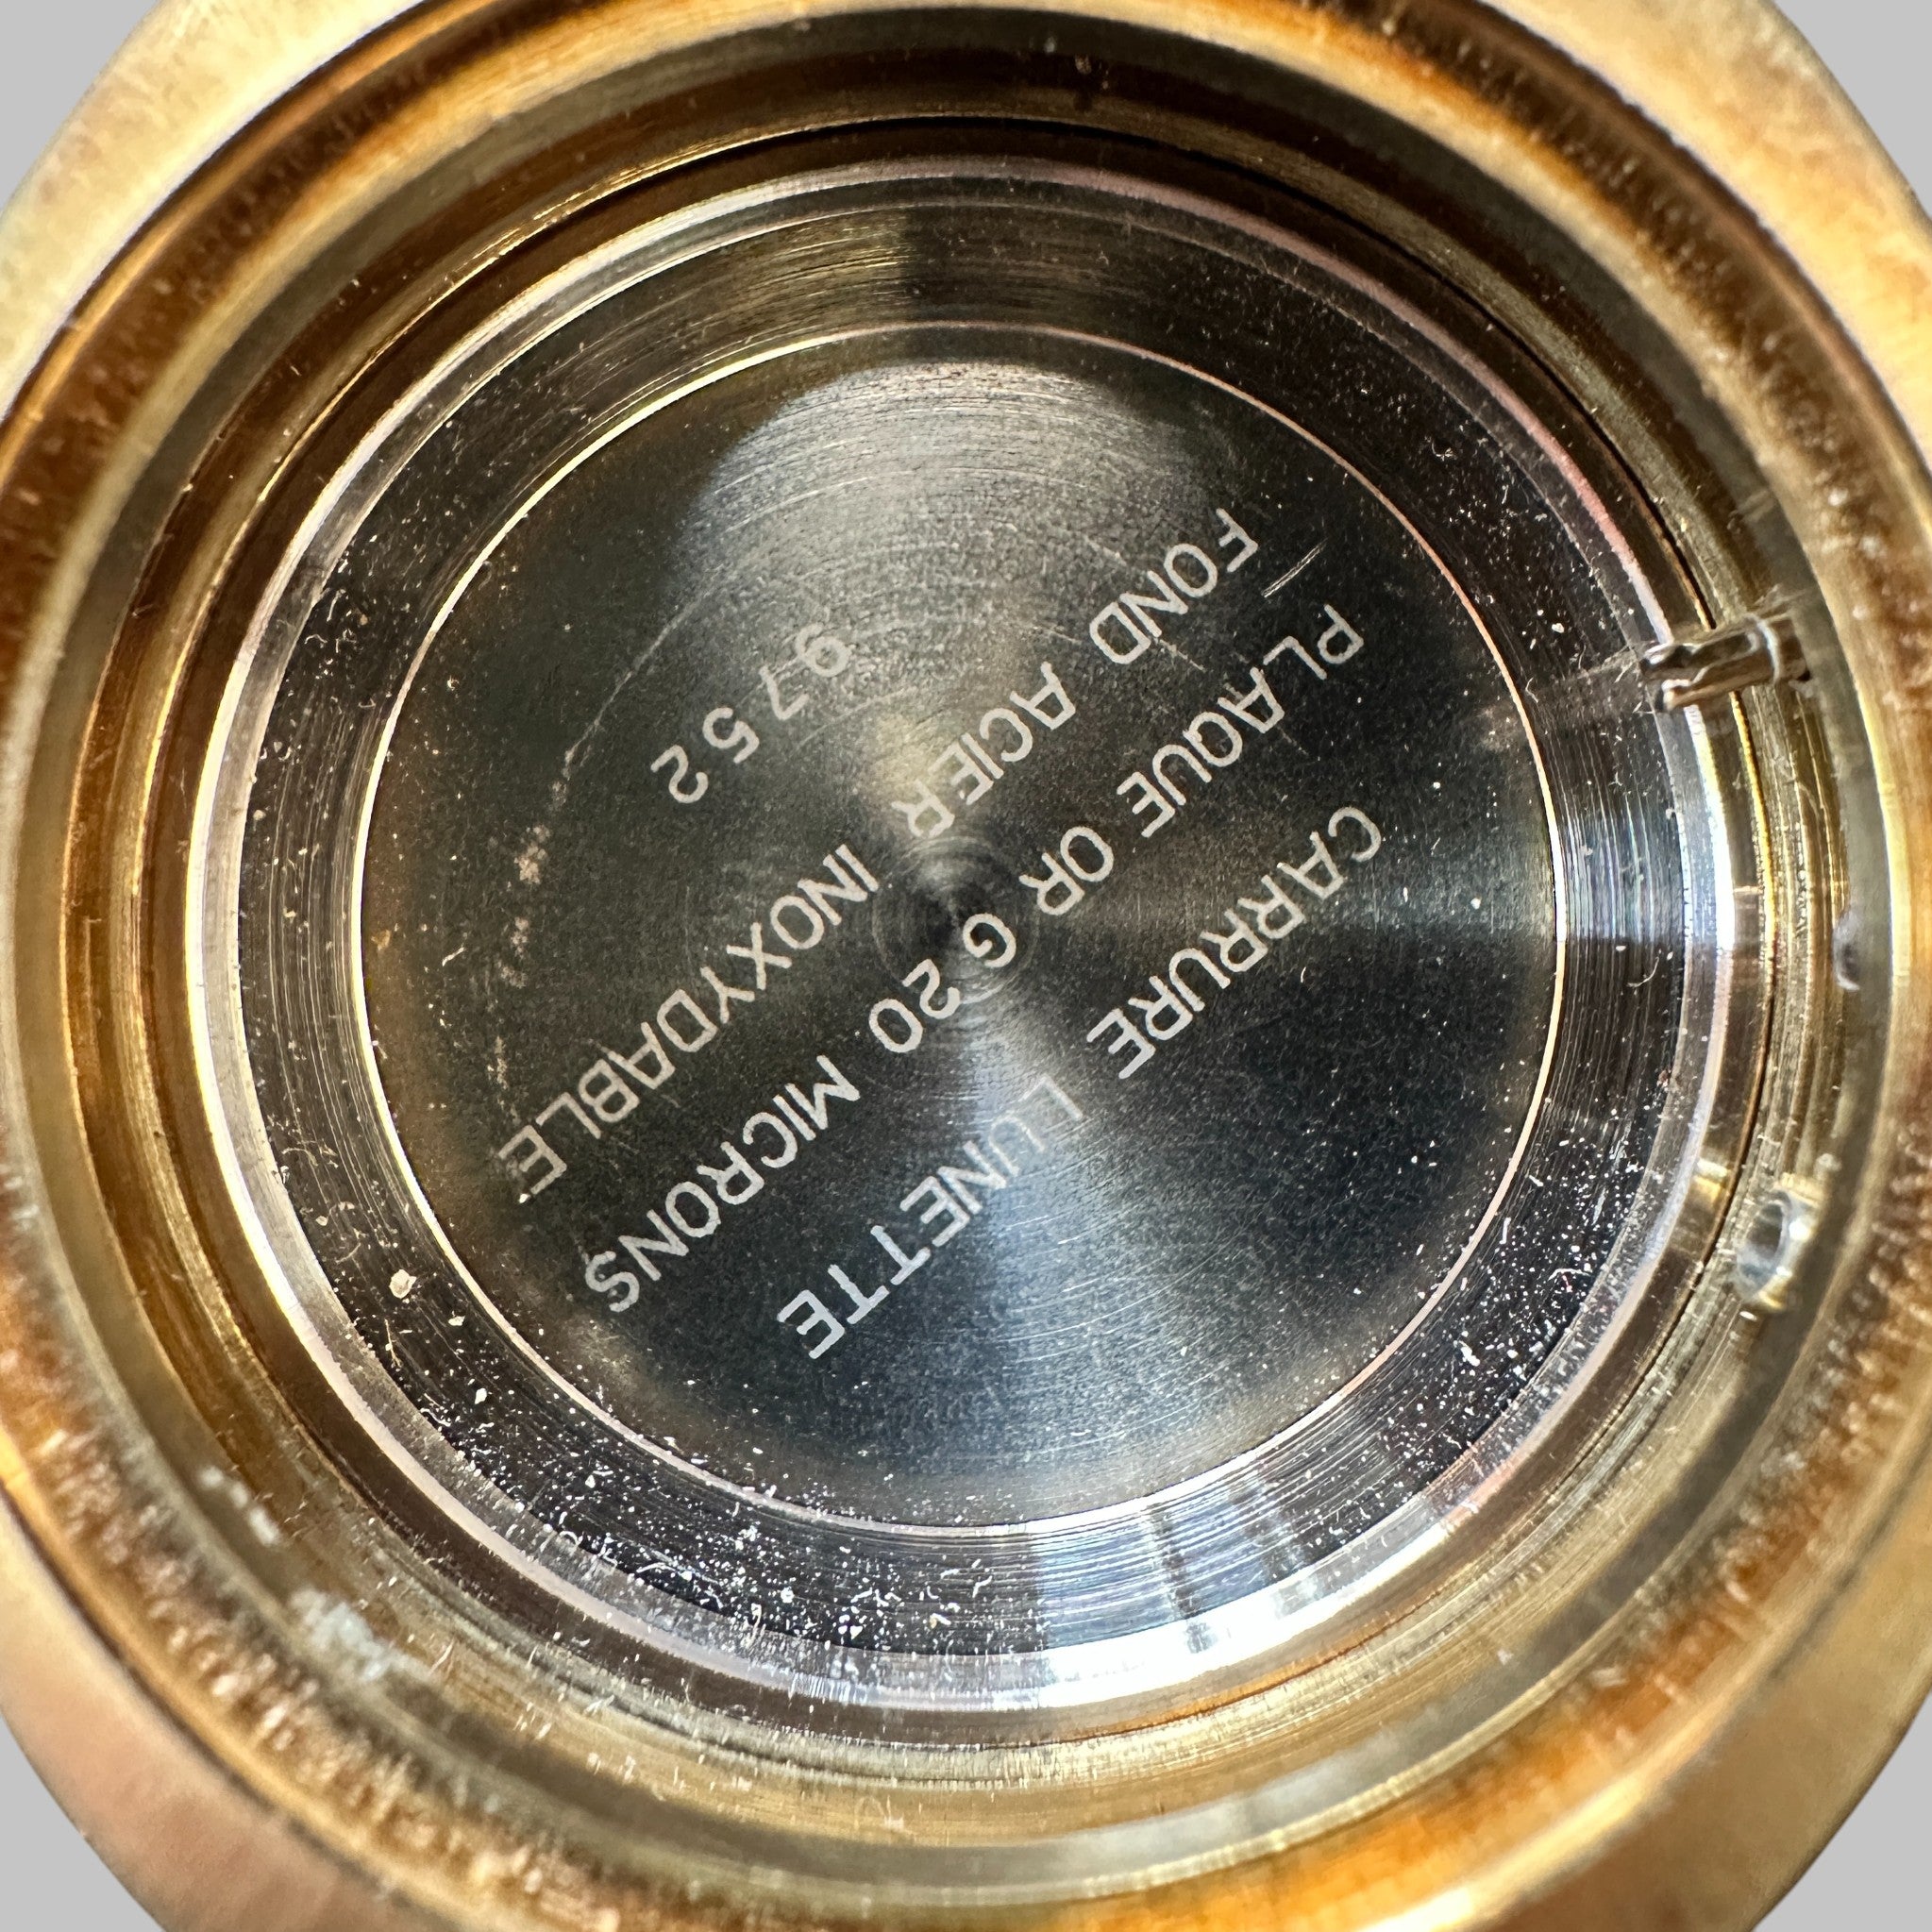 CARRURE LUNETTE
PLAQUE OR G 20 MICRONS
FOND ACIER INOXYDABLE
9752